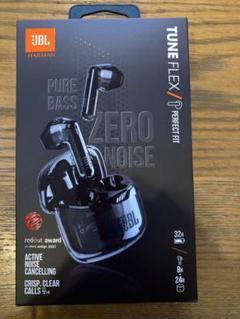 JBL
HARMAN
TUNE FLEX
PERFECT FIT
PURE
BASS
ZERO
NOISE
JBL
reddot award
ACTIVE
NOISE
CANCELLING
CRISP, CLEAR
CALLS
32H
8H
24H